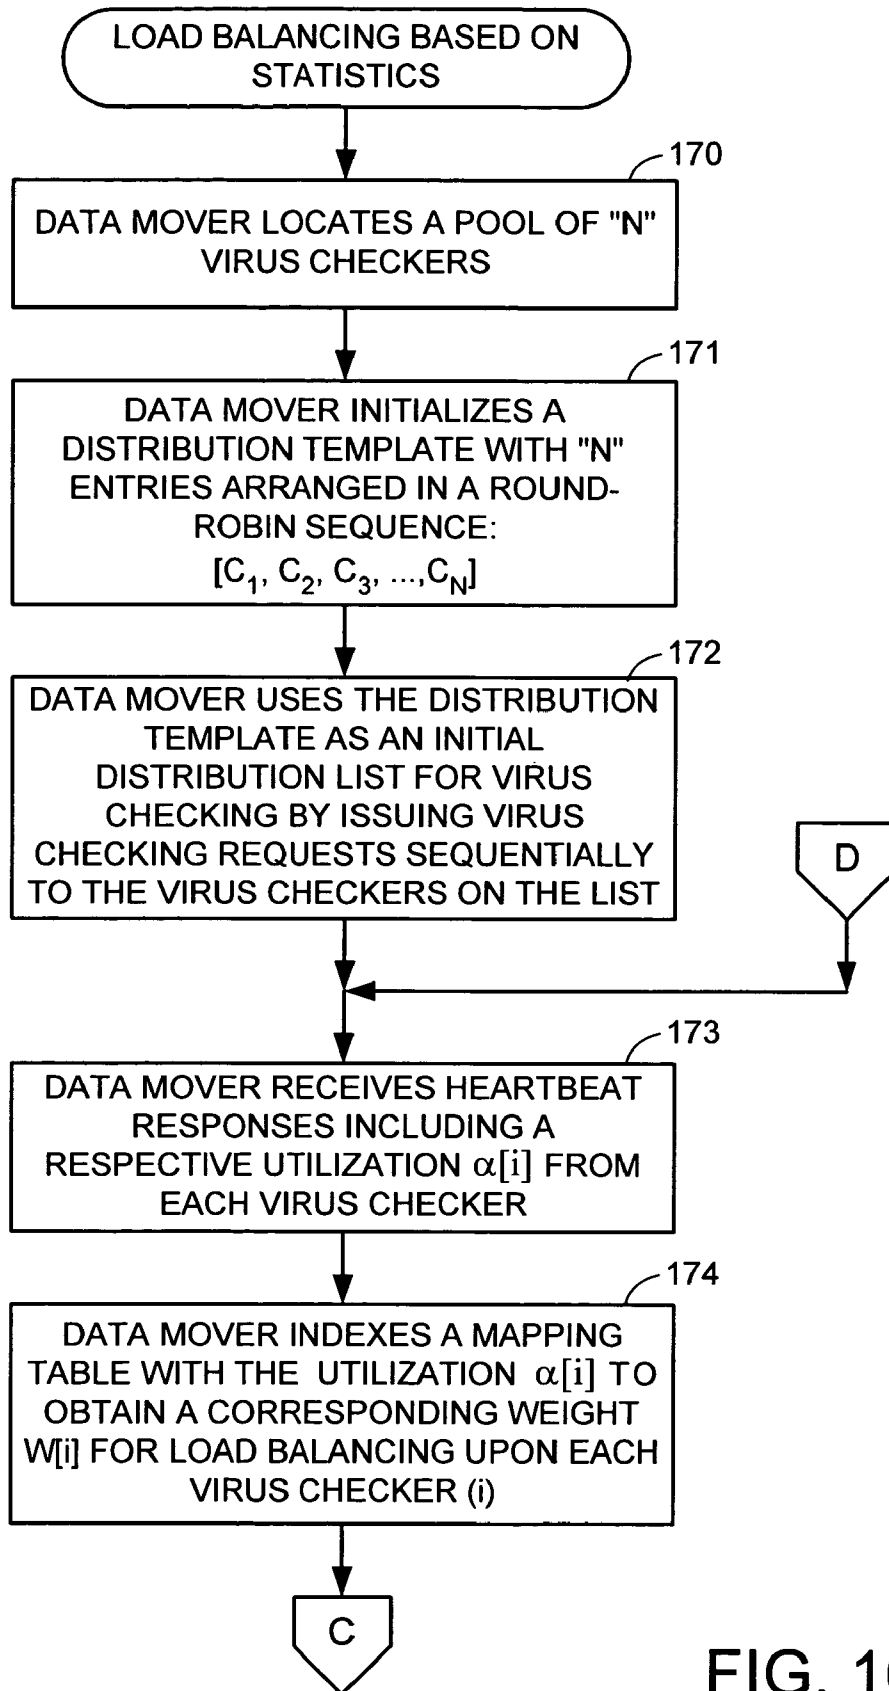 LOAD BALANCING BASED ON
STATISTICS
170
DATA MOVER LOCATES A POOL OF "N"
VIRUS CHECKERS
171
DATA MOVER INITIALIZES A
DISTRIBUTION TEMPLATE WITH "N"
ENTRIES ARRANGED IN A ROUND-
ROBIN SEQUENCE:
[C1, C2, C3, ...,CN]
172
DATA MOVER USES THE DISTRIBUTION
TEMPLATE AS AN INITIAL
DISTRIBUTION LIST FOR VIRUS
CHECKING BY ISSUING VIRUS
CHECKING REQUESTS SEQUENTIALLY
TO THE VIRUS CHECKERS ON THE LIST
D
173
DATA MOVER RECEIVES HEARTBEAT
RESPONSES INCLUDING A
RESPECTIVE UTILIZATION α[i] FROM
EACH VIRUS CHECKER
174
DATA MOVER INDEXES A MAPPING
TABLE WITH THE UTILIZATION α[i] TO
OBTAIN A CORRESPONDING WEIGHT
W[i] FOR LOAD BALANCING UPON EACH
VIRUS CHECKER (i)
C
FIG.